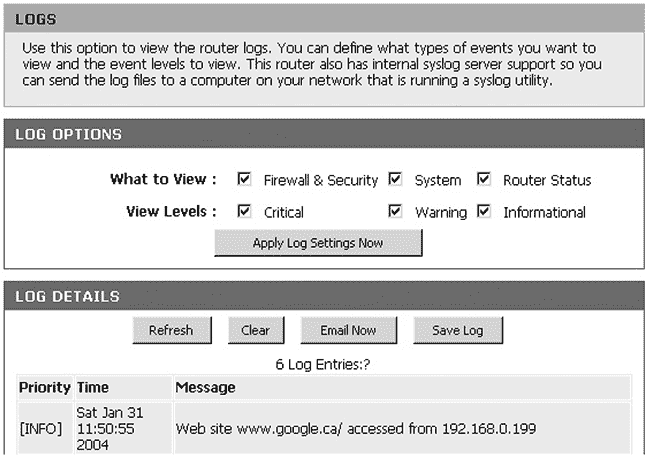 LOGS
Use this option to view the router logs. You can define what types of events you want to
view and the event levels to view. This router also has internal syslog server support so you
can send the log files to a computer on your network that is running a syslog utility.
LOG OPTIONS
What to View : Firewall & Security System Router Status
View Levels : Critical Warning Informational
Apply Log Settings Now
LOG DETAILS
Refresh Clear Email Now Save Log
6 Log Entries:?
Priority Time Message
[INFO] Sat Jan 31
11:50:55
2004
Web site www.google.ca/ accessed from 192.168.0.199